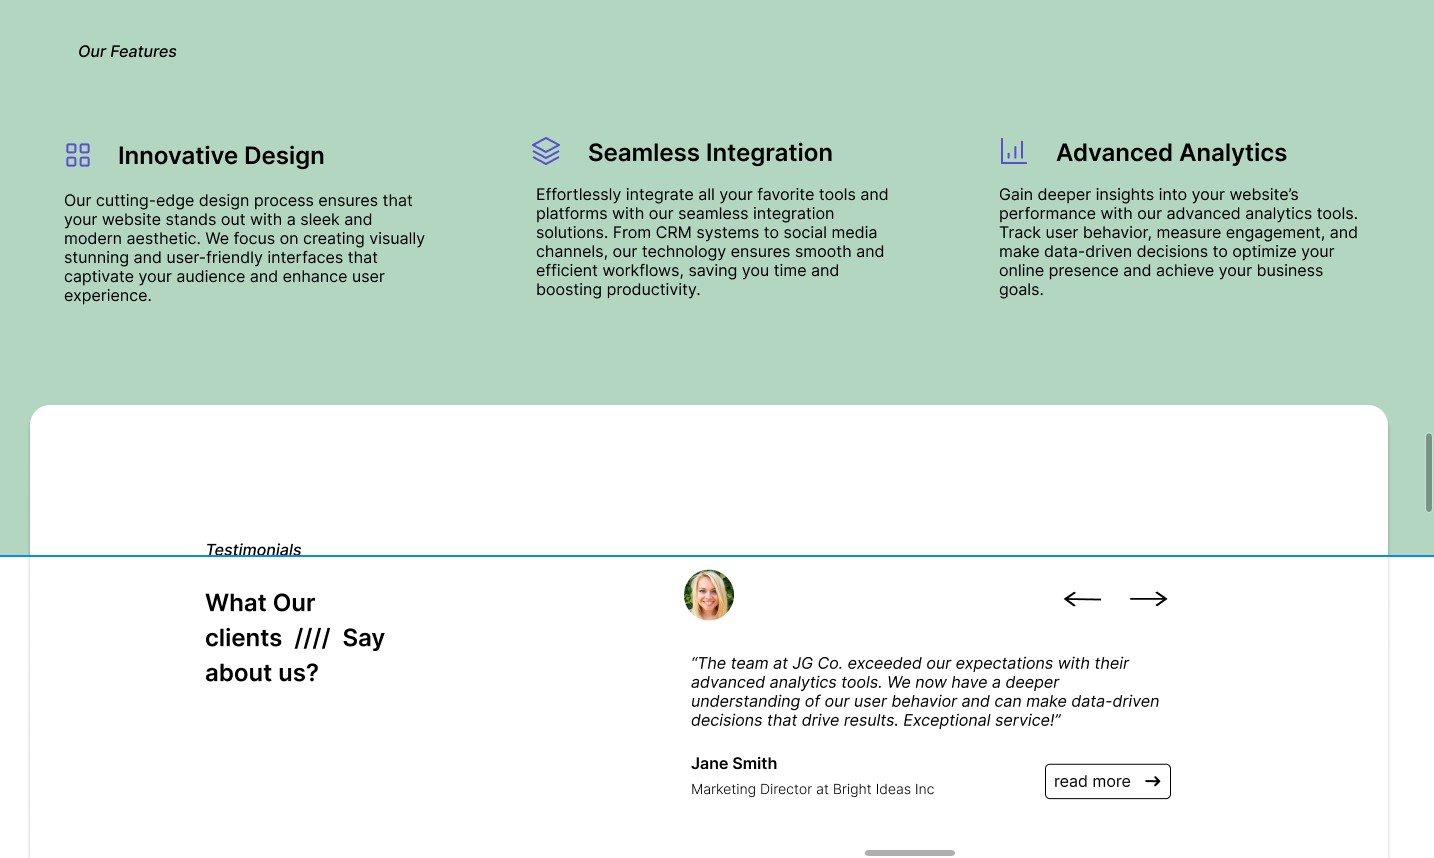 Our Features
Innovative Design
Our cutting-edge design process ensures that
your website stands out with a sleek and
modern aesthetic. We focus on creating visually
stunning and user-friendly interfaces that
captivate your audience and enhance user
experience.
Seamless Integration
Effortlessly integrate all your favorite tools and
platforms with our seamless integration
solutions. From CRM systems to social media
channels, our technology ensures smooth and
efficient workflows, saving you time and
boosting productivity.
Advanced Analytics
Gain deeper insights into your website’s
performance with our advanced analytics tools.
Track user behavior, measure engagement, and
make data-driven decisions to optimize your
online presence and achieve your business
goals.
Testimonials
What Our
clients //// Say
about us?
“The team at JG Co. exceeded our expectations with their
advanced analytics tools. We now have a deeper
understanding of our user behavior and can make data-driven
decisions that drive results. Exceptional service!”
Jane Smith
Marketing Director at Bright Ideas Inc
read more